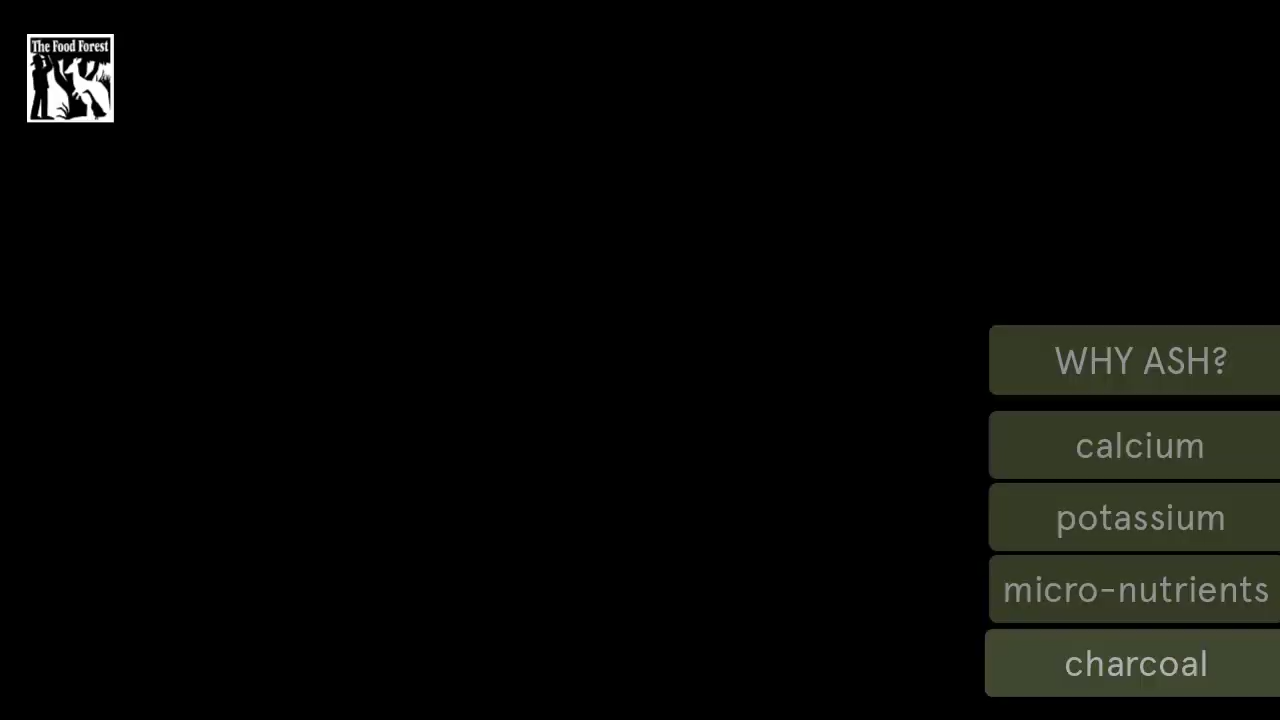 The Food Forest
WHY ASH?
calcium
potassium
micro-nutrients
charcoal